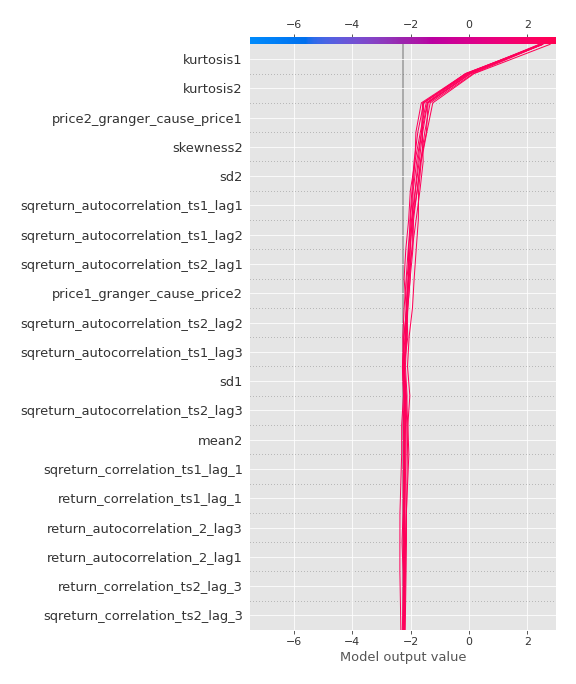 −6 −4 −2 0 2
kurtosis1
kurtosis2
price2_granger_cause_price1
skewness2
sd2
sqreturn_autocorrelation_ts1_lag1
sqreturn_autocorrelation_ts1_lag2
sqreturn_autocorrelation_ts2_lag1
price1_granger_cause_price2
sqreturn_autocorrelation_ts2_lag2
sqreturn_autocorrelation_ts1_lag3
sd1
sqreturn_autocorrelation_ts2_lag3
mean2
sqreturn_correlation_ts1_lag_1
return_correlation_ts1_lag_1
return_autocorrelation_2_lag3
return_autocorrelation_2_lag1
return_correlation_ts2_lag_3
sqreturn_correlation_ts2_lag_3
−6 −4 −2 0 2
Model output value